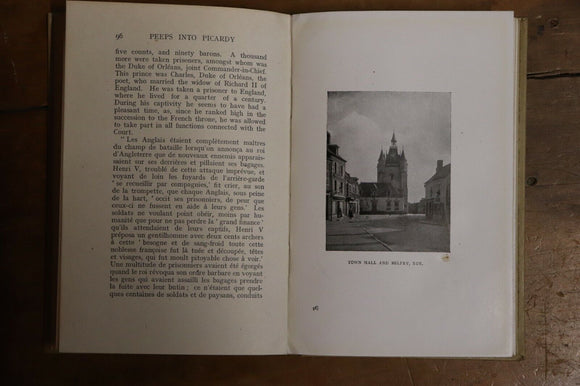 96 PEEPS INTO PICARDY
five counts, and ninety barons. A thousand
more were taken prisoners, amongst whom was
the Duke of Orléans, joint Commander-in-Chief.
This prince was Charles, Duke of Orléans, the
poet, who married the widow of Richard II of
England. He was taken a prisoner to England,
where he lived for a quarter of a century.
During his captivity he seems to have had a
pleasant time, as, since he ranked high in the
succession to the French throne, he was allowed
to take part in all functions connected with the
Court.
" Les Anglais étaient complètement maîtres
du champ de bataille lorsqu'on annonça au roi
d'Angleterre que de nouveaux ennemis apparais-
saient sur ses derrières et pillaient ses bagages.
Henri V, troublé de cette attaque imprévue, et
voyant de loin les fuyards de l'arrière-garde
' se recueillir par compagnies,' fit crier, au son
de la trompette, que chaque Anglais, sous peine
de la hart, ' occit ses prisonniers, de peur que
ceux-ci ne fussent en aide à leurs gens.' Les
soldats ne voulant point obéir, moins par hu-
manité que pour ne pas perdre la ' grand finance '
qu'ils attendaient de leurs captifs, Henri V
préposa un gentilhomme avec deux cents archers
à cette ' besogne et de sang-froid toute cette
noblesse française fut là tuée et découpée, têtes
et visages, qui fut moult pitoyable chose à voir.'
Une multitude de prisonniers avaient été égorgés
quand le roi révoqua son ordre barbare en voyant
les gens qui avaient assailli les bagages prendre
la fuite avec leur butin ; ce n'étaient que quel-
ques centaines de soldats et de paysans, conduits
TOWN HALL AND BELFRY, RUE.
96]